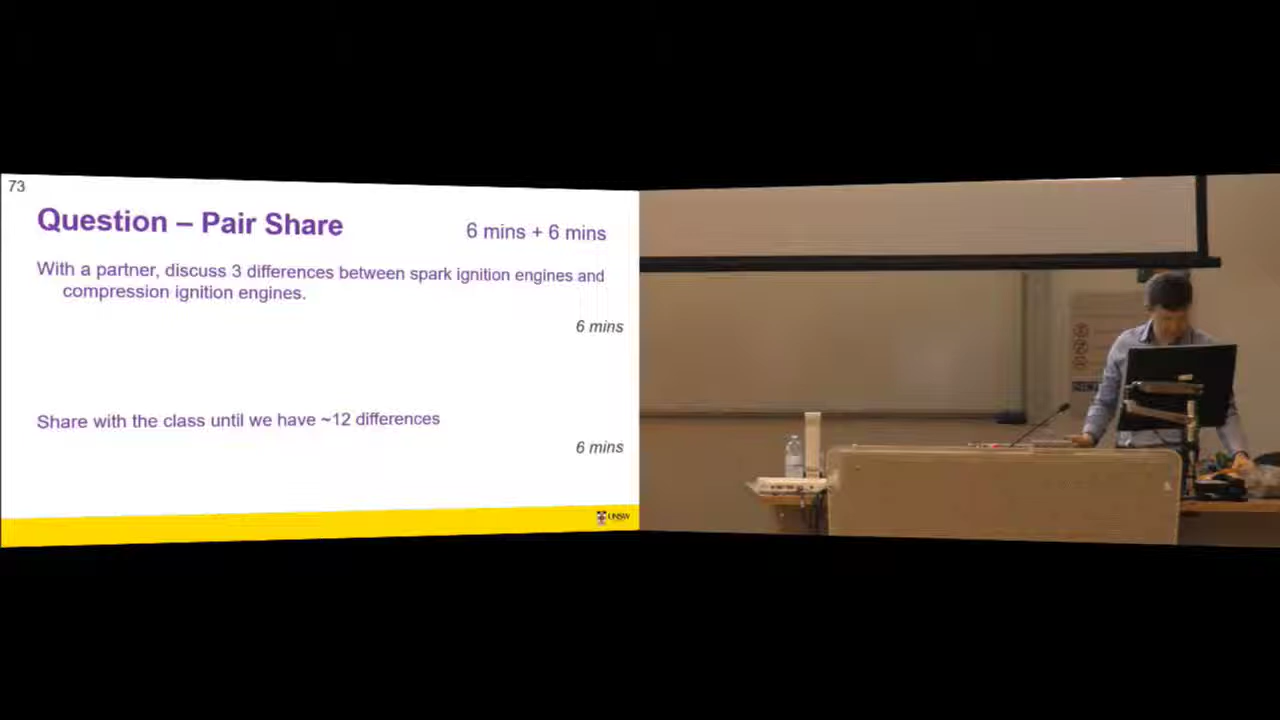 73
Question – Pair Share
6 mins + 6 mins
With a partner, discuss 3 differences between spark ignition engines and
compression ignition engines.
6 mins
Share with the class until we have ~12 differences
6 mins
UNSW